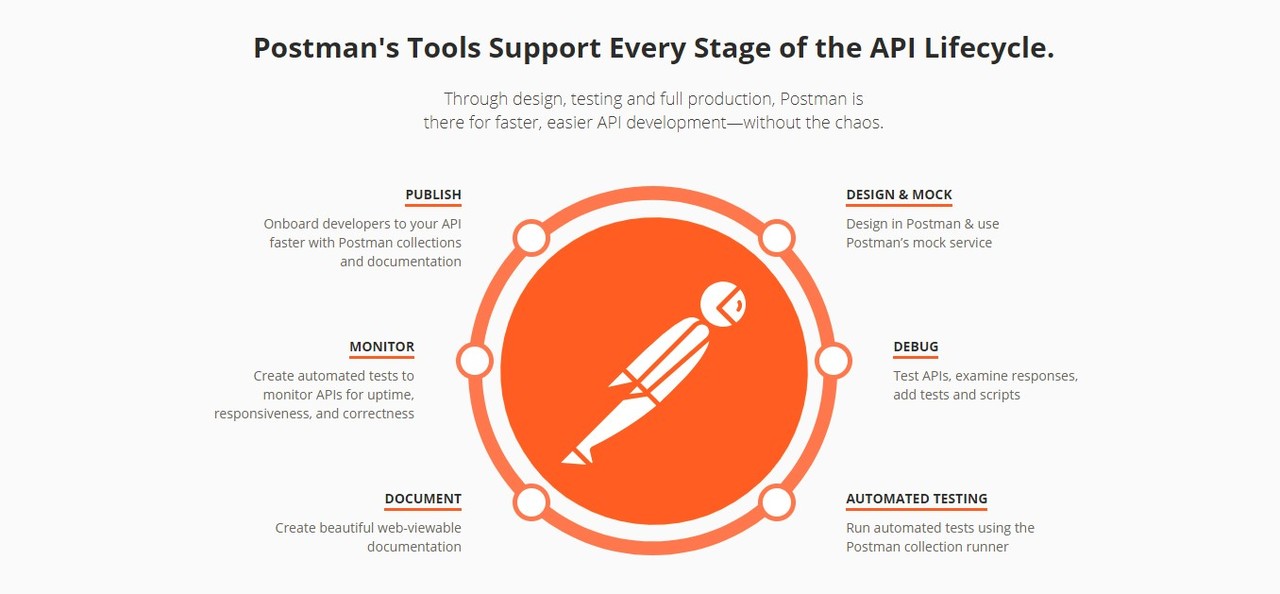 Postman's Tools Support Every Stage of the API Lifecycle.
Through design, testing and full production, Postman is
there for faster, easier API development—without the chaos.
PUBLISH
Onboard developers to your API
faster with Postman collections
and documentation
DESIGN & MOCK
Design in Postman & use
Postman’s mock service
MONITOR
Create automated tests to
monitor APIs for uptime,
responsiveness, and correctness
DEBUG
Test APIs, examine responses,
add tests and scripts
DOCUMENT
Create beautiful web-viewable
documentation
AUTOMATED TESTING
Run automated tests using the
Postman collection runner